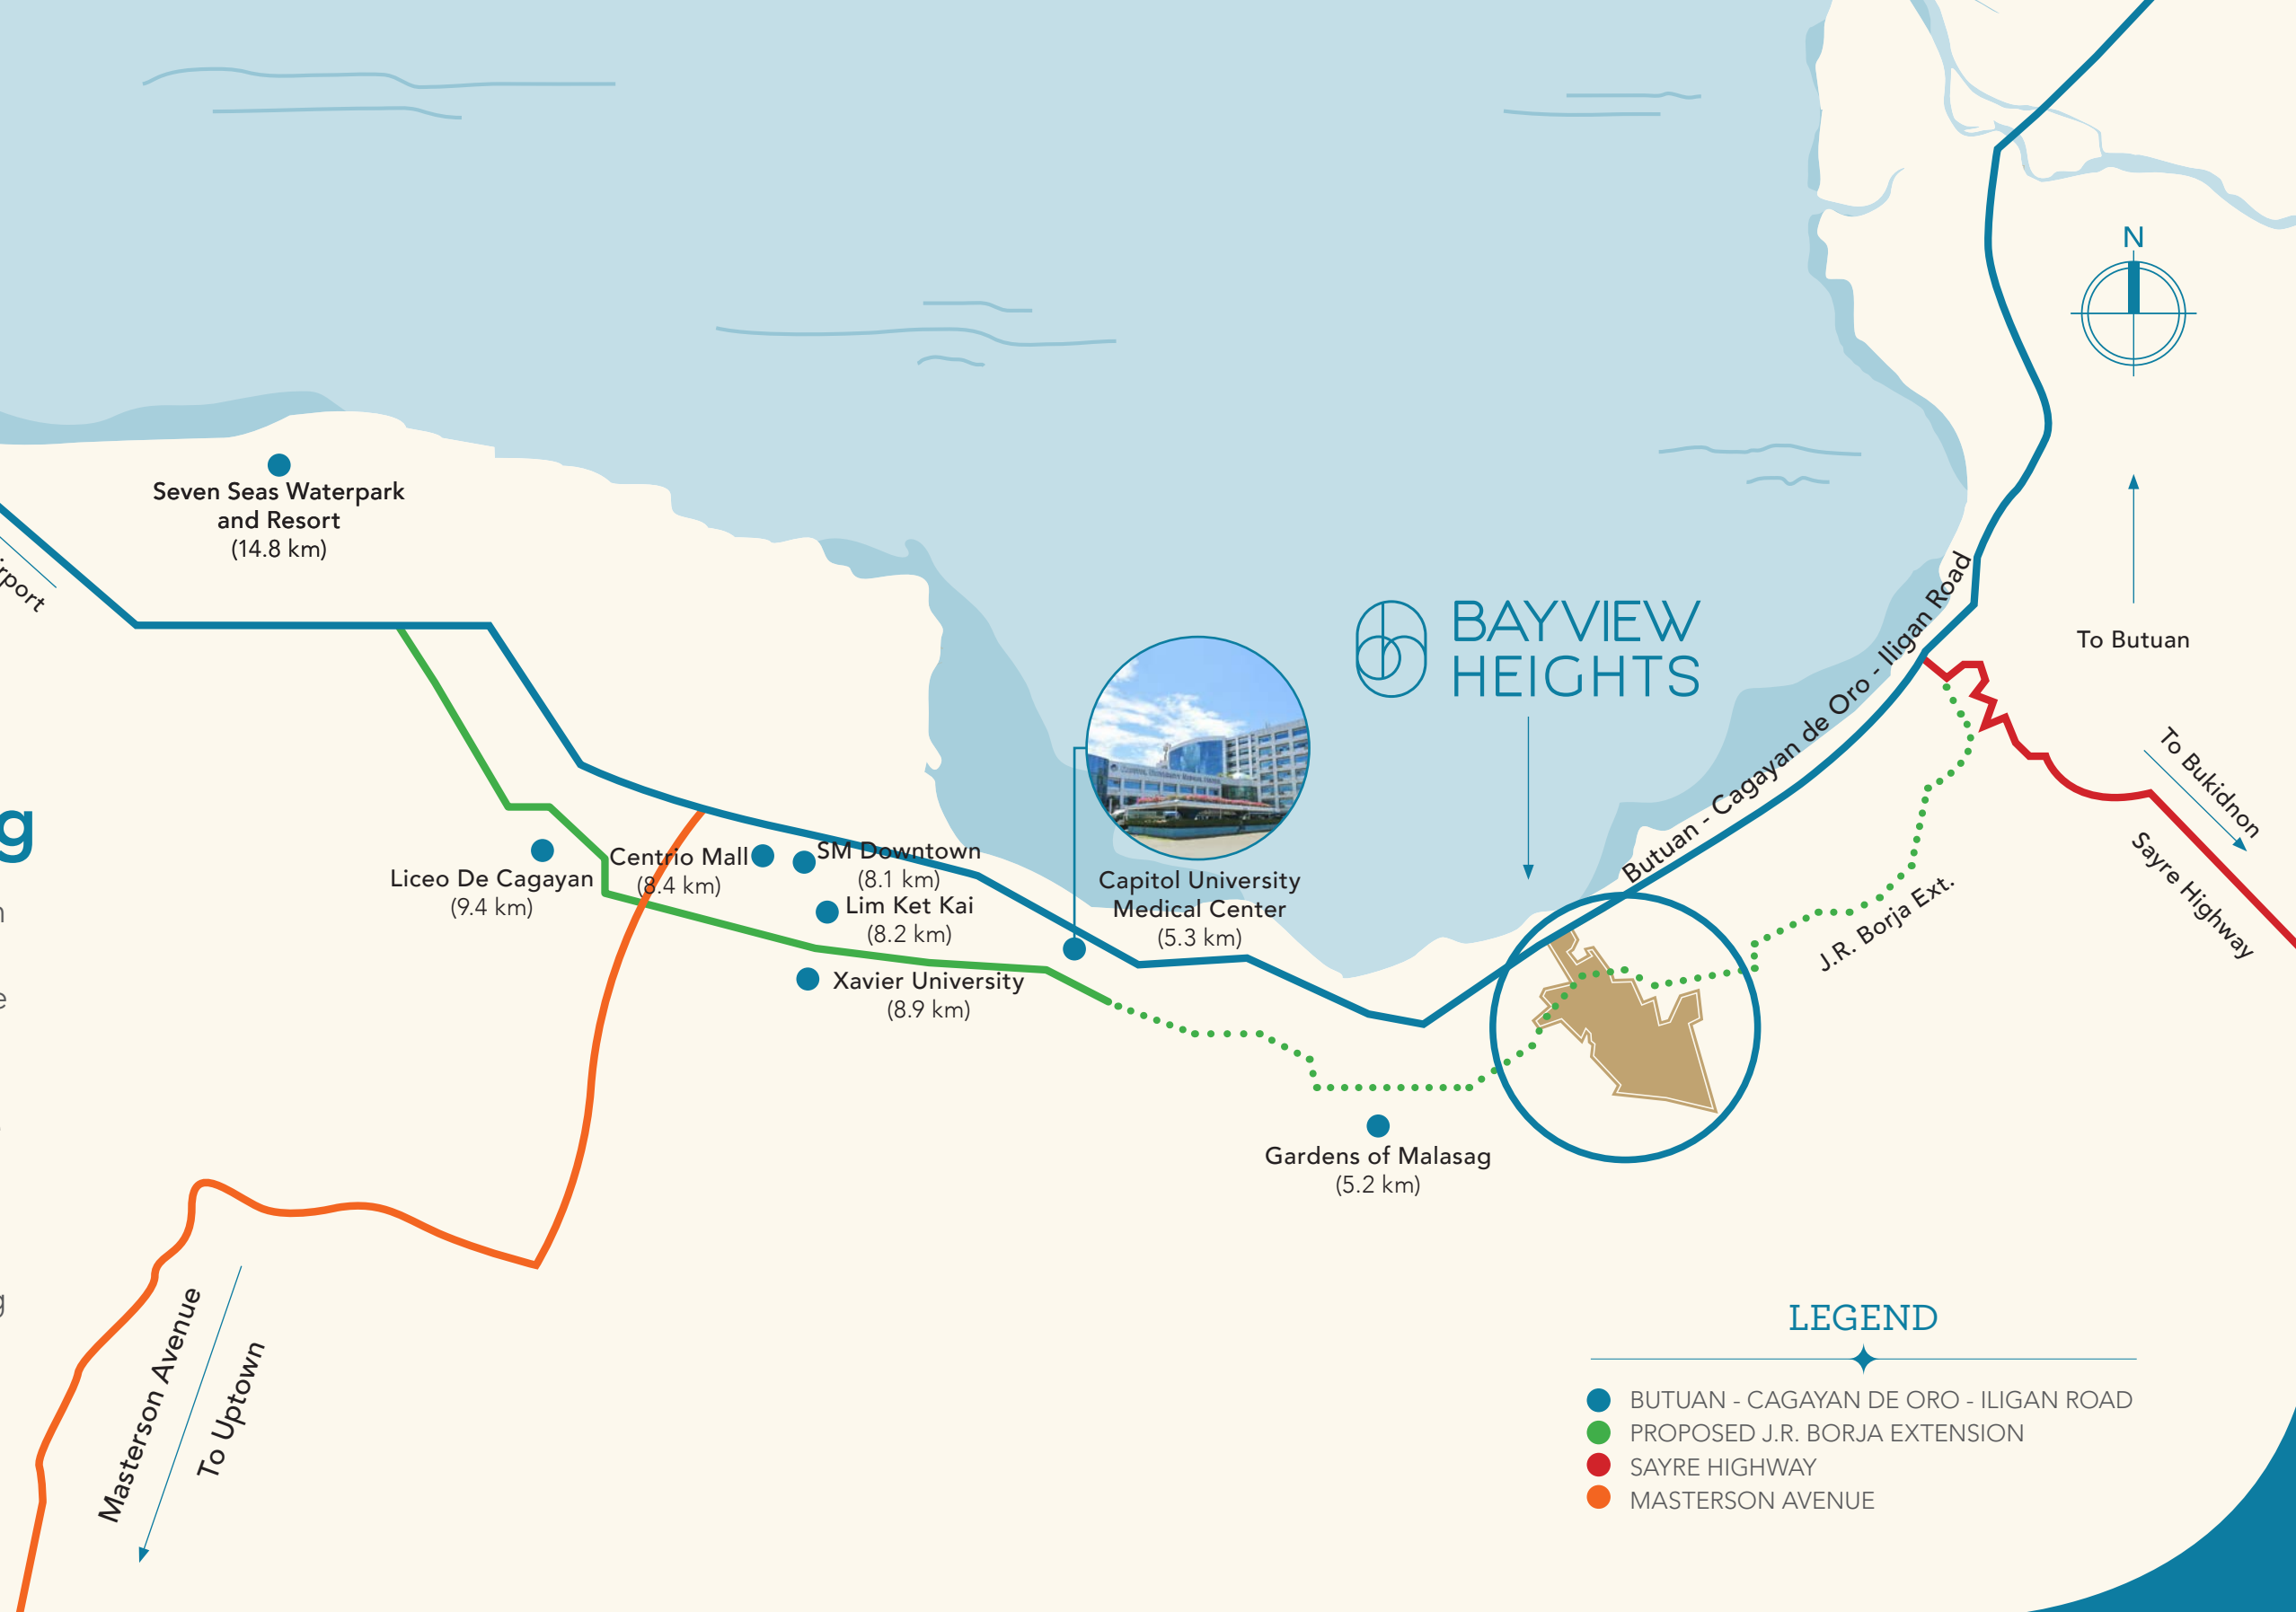 N
Seven Seas Waterpark
and Resort
(14.8 km)
BAYVIEW
HEIGHTS
Butuan - Cagayan de Oro - Iligan Road
To Butuan
To Bukidnon
Sayre Highway
J.R. Borja Ext.
Centrio Mall
(8.4 km)
SM Downtown
(8.1 km)
Liceo De Cagayan
(9.4 km)
Lim Ket Kai
(8.2 km)
Capitol University
Medical Center
(5.3 km)
Xavier University
(8.9 km)
Gardens of Malasag
(5.2 km)
Masterson Avenue
To Uptown
LEGEND
BUTUAN - CAGAYAN DE ORO - ILIGAN ROAD
PROPOSED J.R. BORJA EXTENSION
SAYRE HIGHWAY
MASTERSON AVENUE